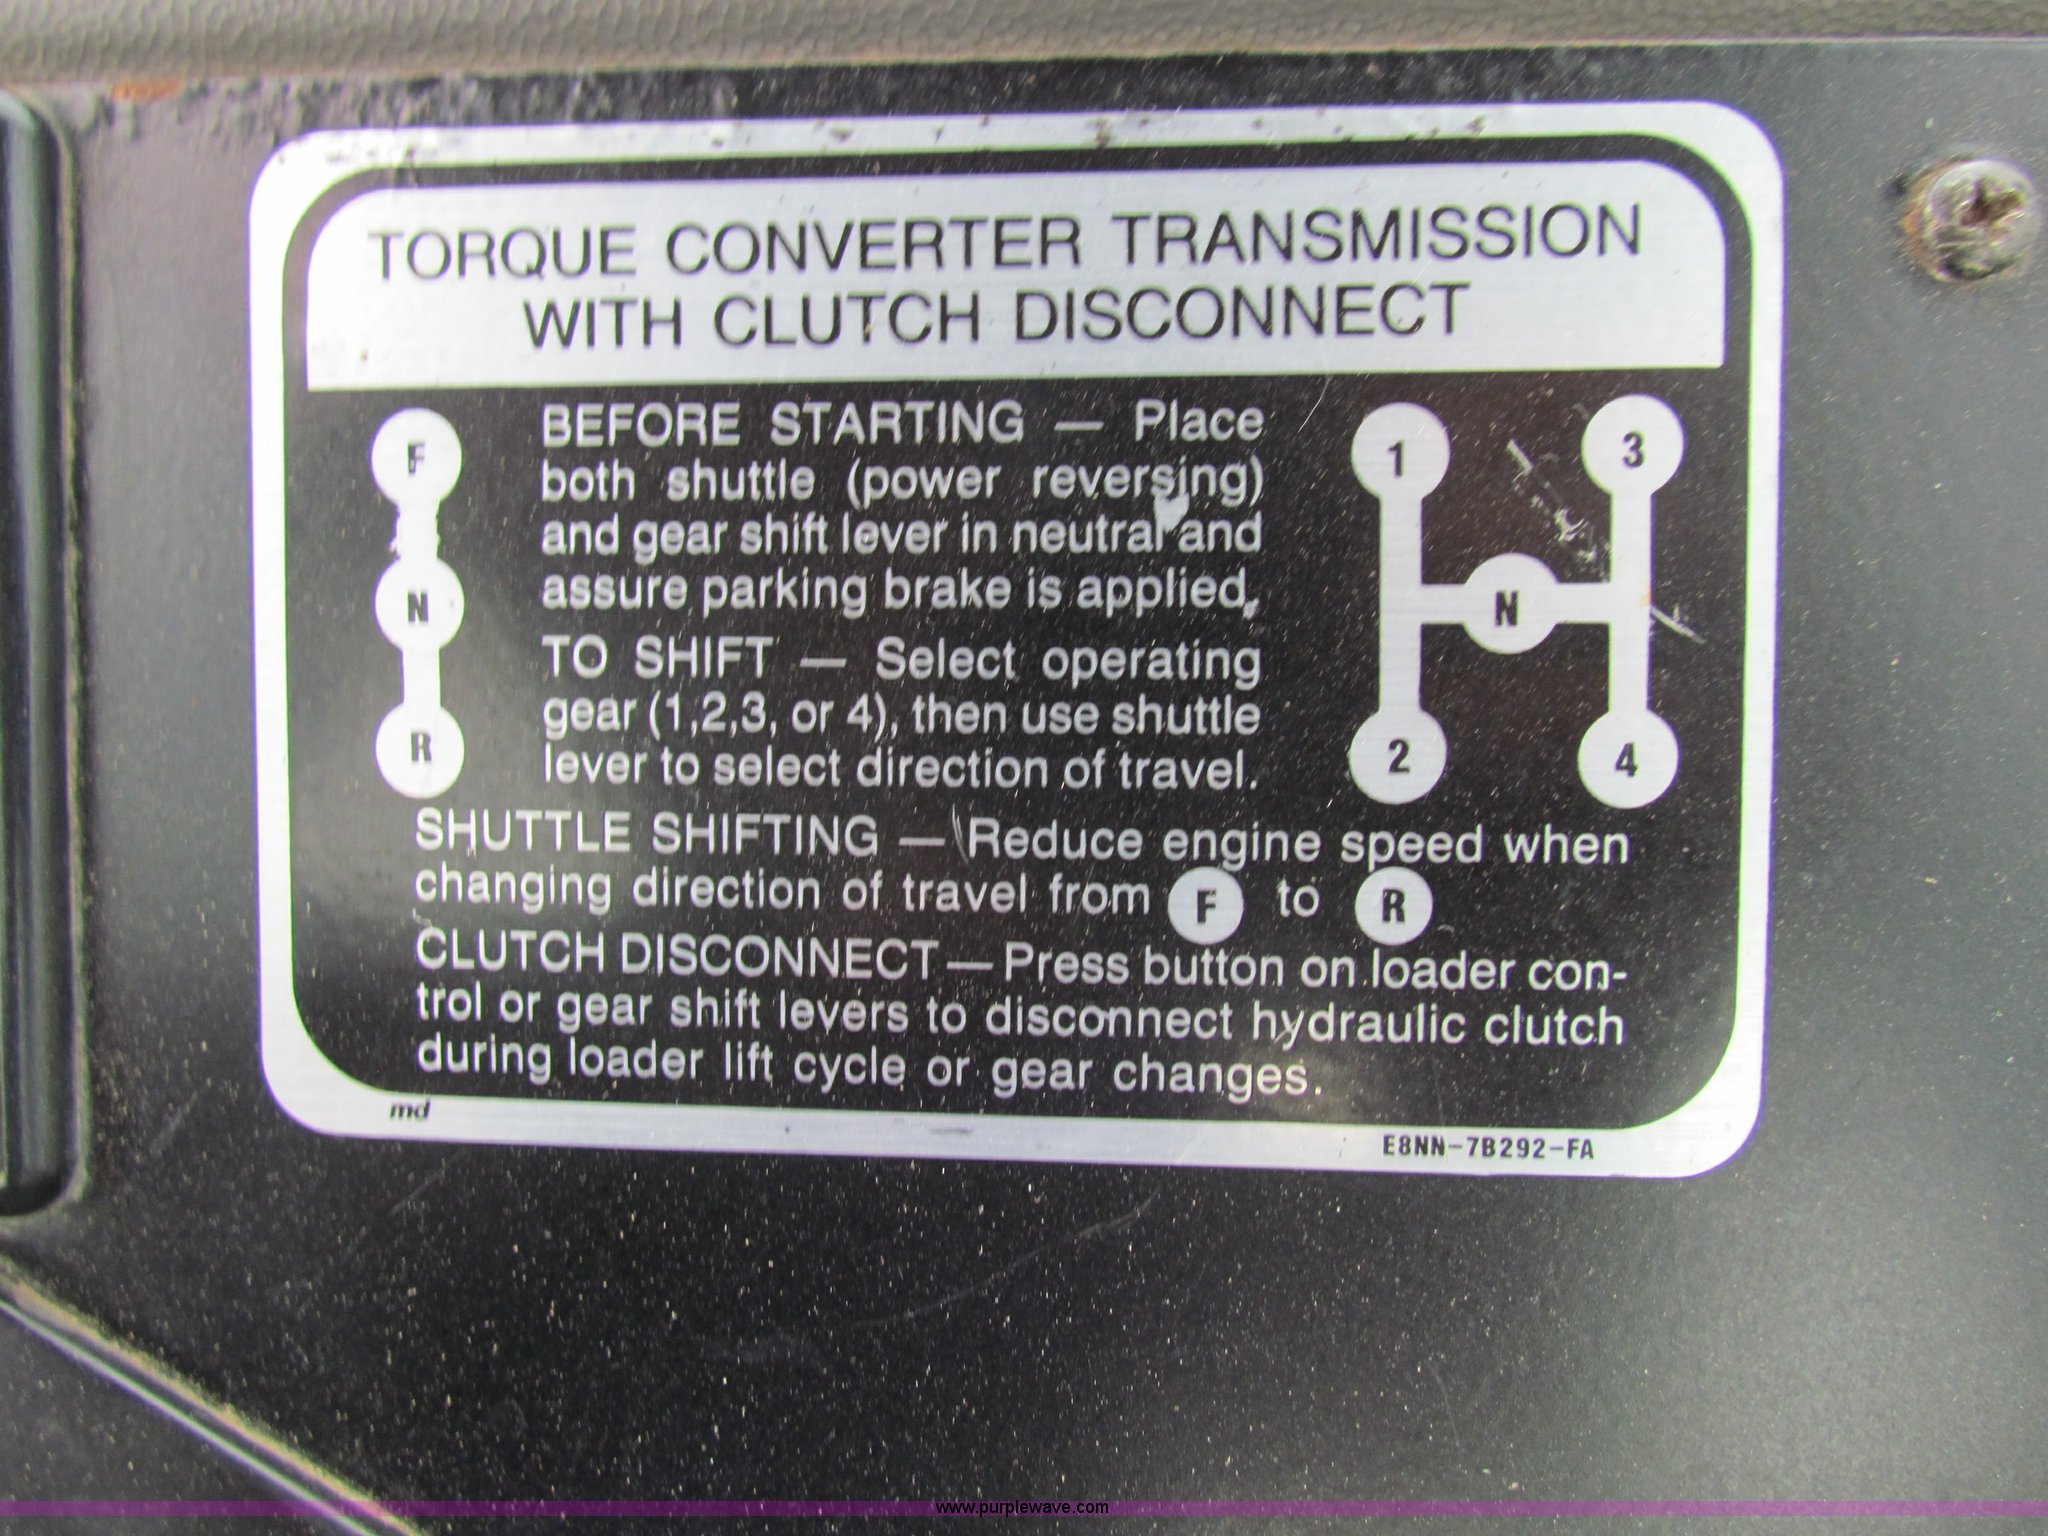 TORQUE CONVERTER TRANSMISSION
WITH CLUTCH DISCONNECT
F
N
R
BEFORE STARTING — Place
both shuttle (power reversing)
and gear shift lever in neutral and
assure parking brake is applied.
TO SHIFT — Select operating
gear (1,2,3, or 4), then use shuttle
lever to select direction of travel.
1 3
N
2 4
SHUTTLE SHIFTING — Reduce engine speed when
changing direction of travel from F to R
CLUTCH DISCONNECT — Press button on loader con-
trol or gear shift levers to disconnect hydraulic clutch
during loader lift cycle or gear changes.
md
E8NN-7B292-FA
www.purplewave.com